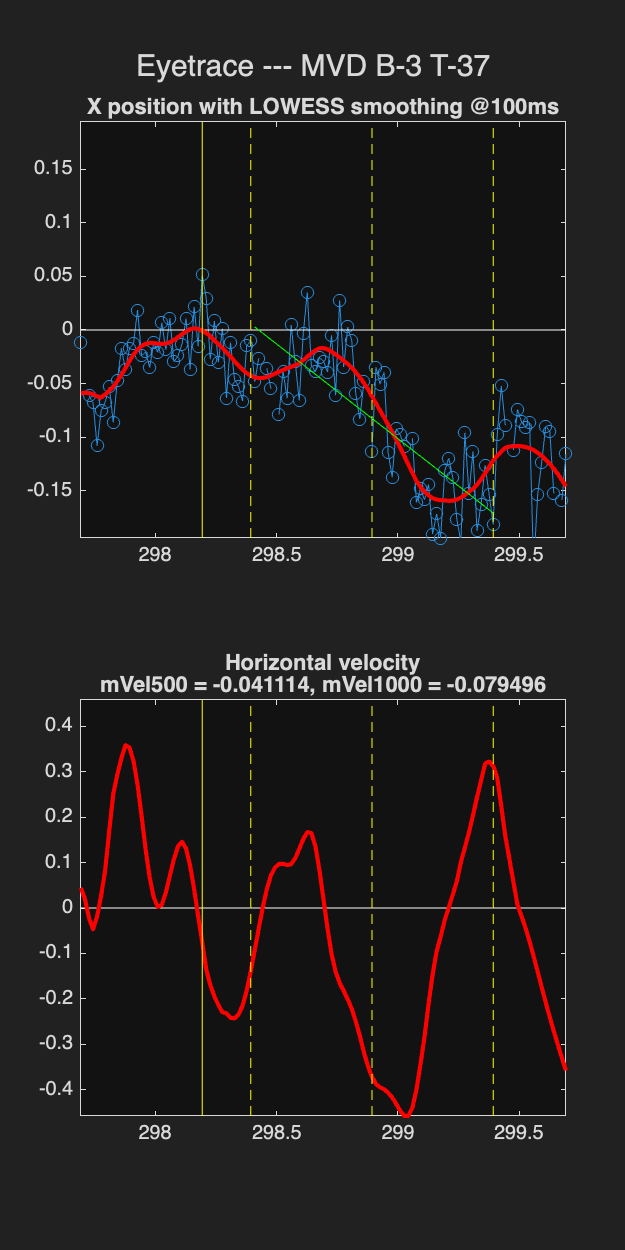 Eyetrace --- MVD B-3 T-37
X position with LOWESS smoothing @100ms
0.15
0.1
0.05
0
-0.05
-0.1
-0.15
298 298.5 299 299.5
Horizontal velocity
mVel500 = -0.041114, mVel1000 = -0.079496
0.4
0.3
0.2
0.1
0
-0.1
-0.2
-0.3
-0.4
298 298.5 299 299.5